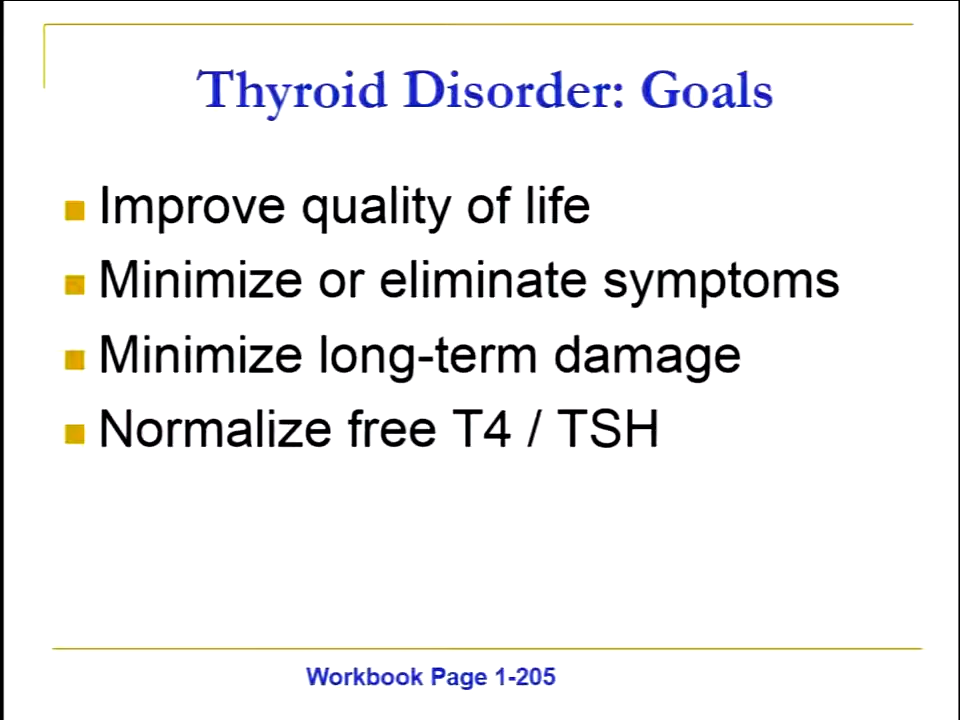 Thyroid Disorder: Goals
Improve quality of life
Minimize or eliminate symptoms
Minimize long-term damage
Normalize free T4 / TSH
Workbook Page 1-205